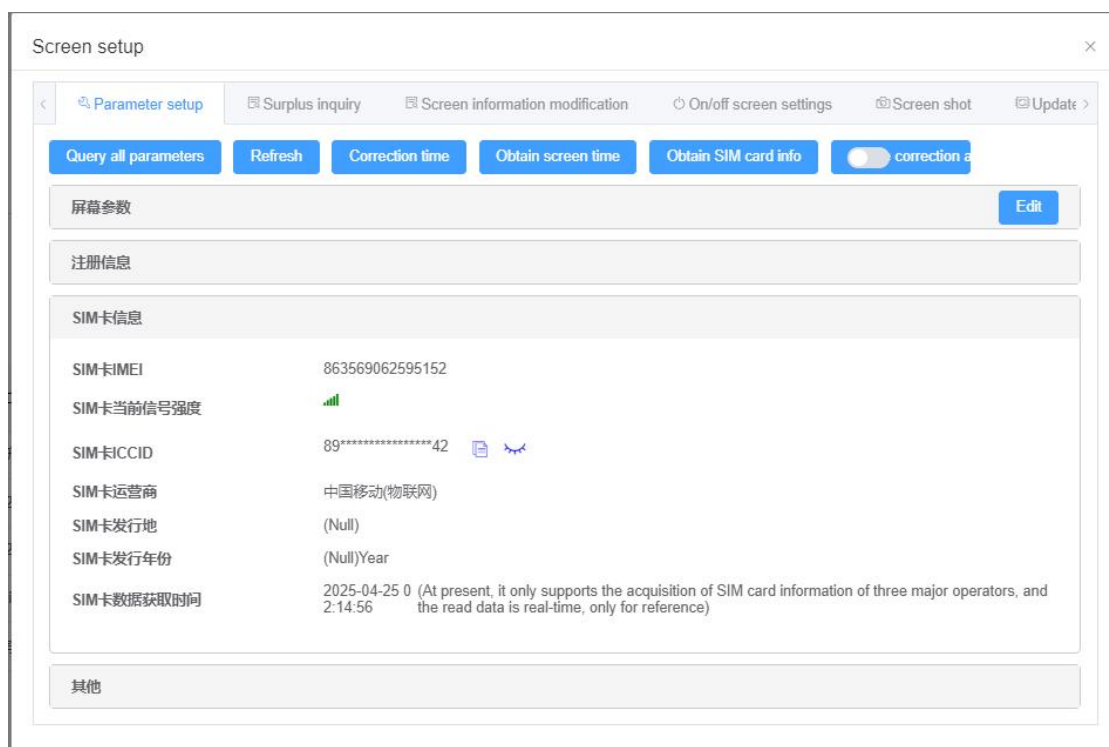 Screen setup
Parameter setup
Surplus inquiry
Screen information modification
On/off screen settings
Screen shot
Update
Query all parameters
Refresh
Correction time
Obtain screen time
Obtain SIM card info
correction a
屏幕参数
Edit
注册信息
SIM卡信息
SIM卡IMEI 863569062595152
SIM卡当前信号强度
SIM卡ICCID 89****************42
SIM卡运营商 中国移动(物联网)
SIM卡发行地 (Null)
SIM卡发行年份 (Null)Year
SIM卡数据获取时间
2025-04-25 0 (At present, it only supports the acquisition of SIM card information of three major operators, and
2:14:56 the read data is real-time, only for reference)
其他